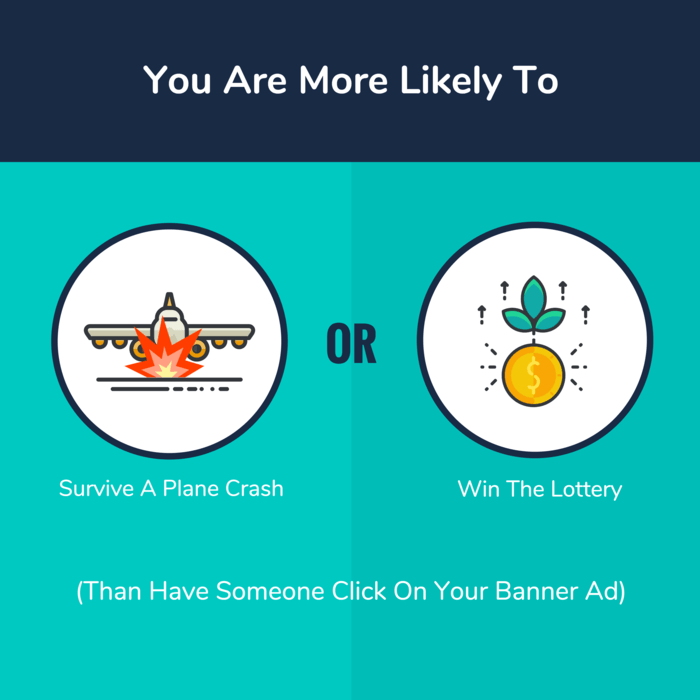 You Are More Likely To
OR
Survive A Plane Crash
Win The Lottery
(Than Have Someone Click On Your Banner Ad)
$